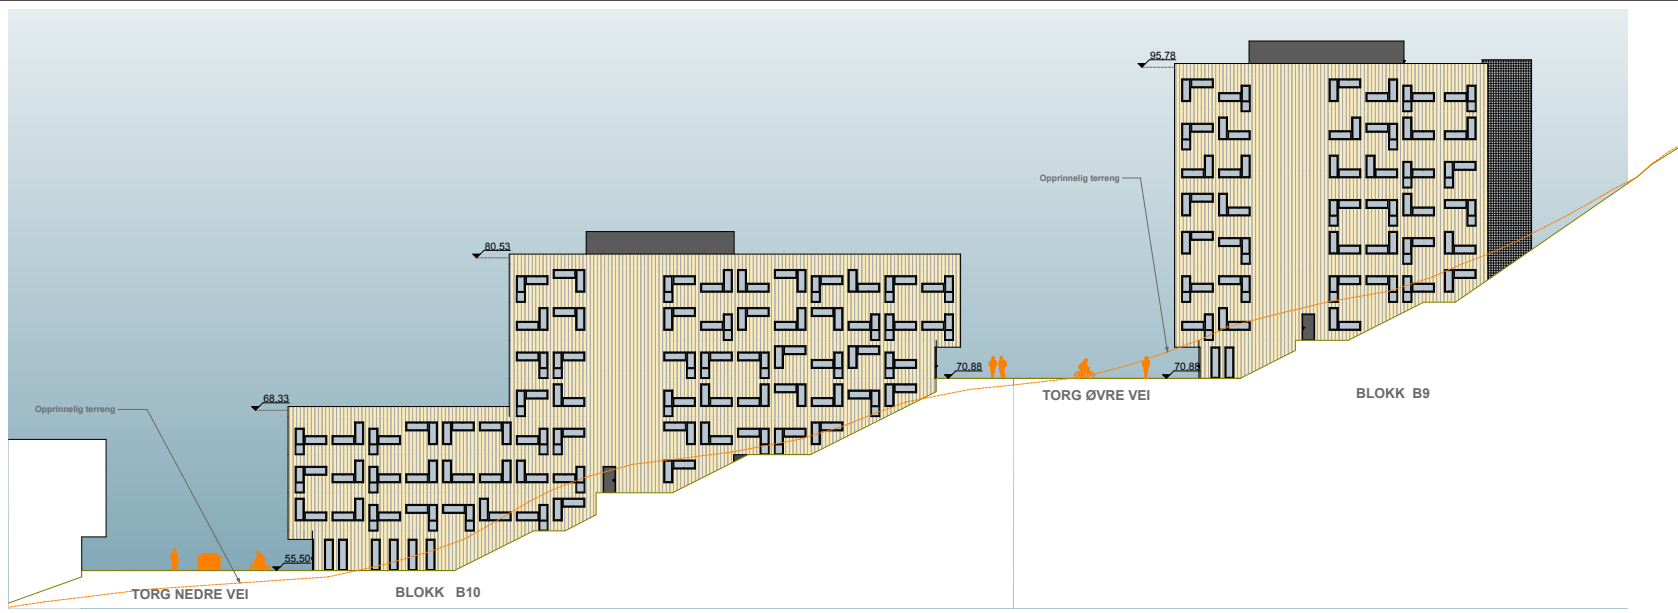 95,78
Opprinnelig terreng
80,53
70,88
70,88
TORG ØVRE VEI
BLOKK B9
68,33
Opprinnelig terreng
55,50
TORG NEDRE VEI
BLOKK B10